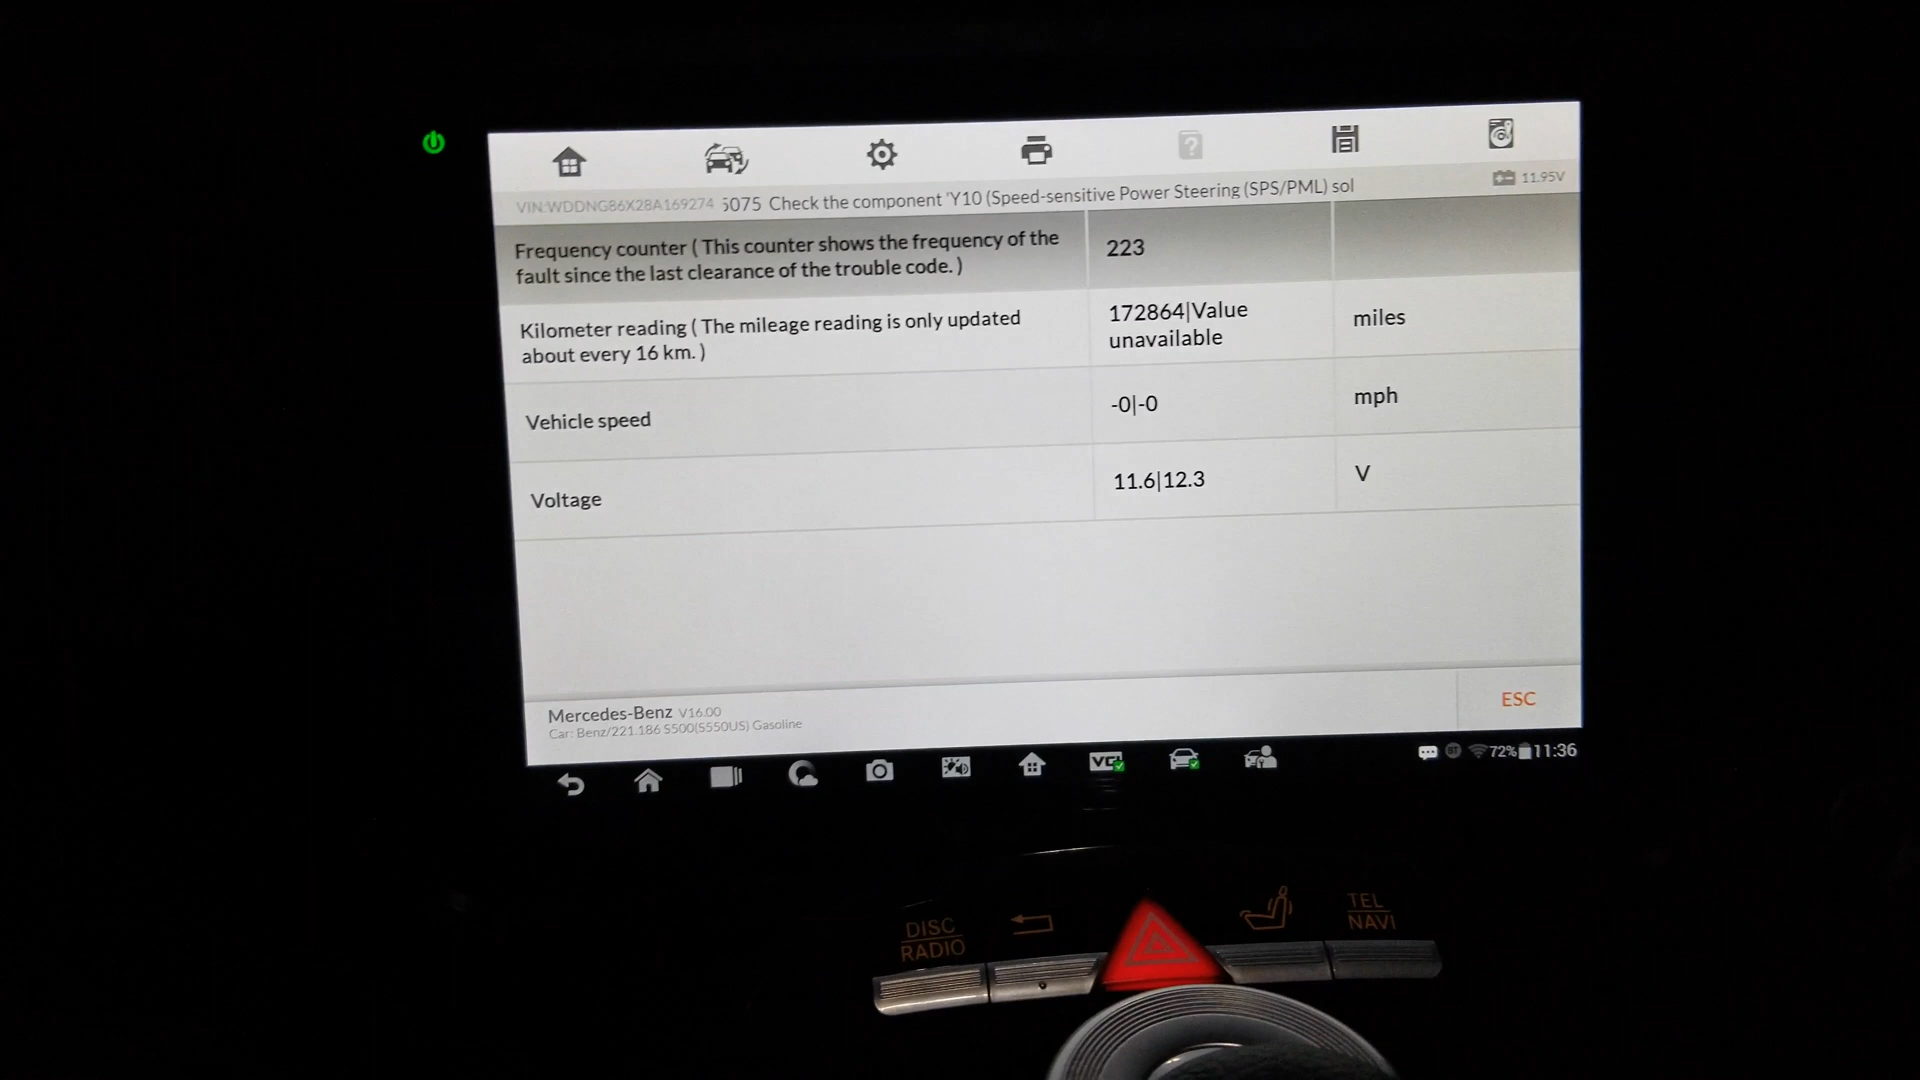 VIN:WDDNG86X28A169274 5075 Check the component 'Y10 (Speed-sensitive Power Steering (SPS/PML) sol
11.95V
Frequency counter ( This counter shows the frequency of the
fault since the last clearance of the trouble code. )
223
Kilometer reading ( The mileage reading is only updated
about every 16 km. )
172864|Value
unavailable
miles
Vehicle speed
-0|-0
mph
Voltage
11.6|12.3
V
Mercedes-Benz V16.00
Car: Benz/221.186 S500(S550US) Gasoline
ESC
VCI
72%
11:36
DISC
RADIO
TEL
NAVI